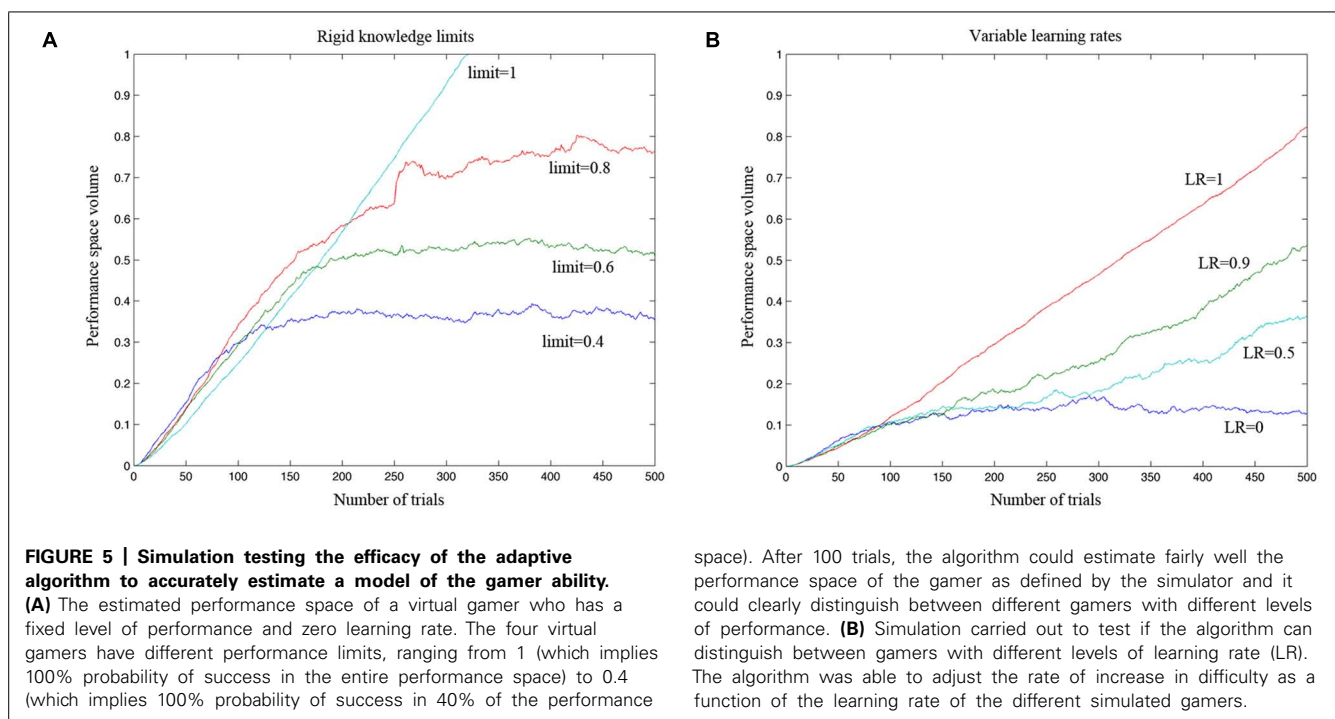 A
Rigid knowledge limits
1
0.9
0.8
0.7
0.6
0.5
0.4
0.3
0.2
0.1
0
Performance space volume
limit=1
limit=0.8
limit=0.6
limit=0.4
0 50 100 150 200 250 300 350 400 450 500
Number of trials
B
Variable learning rates
1
0.9
0.8
0.7
0.6
0.5
0.4
0.3
0.2
0.1
0
Performance space volume
LR=1
LR=0.9
LR=0.5
LR=0
0 50 100 150 200 250 300 350 400 450 500
Number of trials
FIGURE 5 | Simulation testing the efficacy of the adaptive
algorithm to accurately estimate a model of the gamer ability.
(A) The estimated performance space of a virtual gamer who has a
fixed level of performance and zero learning rate. The four virtual
gamers have different performance limits, ranging from 1 (which implies
100% probability of success in the entire performance space) to 0.4
(which implies 100% probability of success in 40% of the performance
space). After 100 trials, the algorithm could estimate fairly well the
performance space of the gamer as defined by the simulator and it
could clearly distinguish between different gamers with different levels
of performance. (B) Simulation carried out to test if the algorithm can
distinguish between gamers with different levels of learning rate (LR).
The algorithm was able to adjust the rate of increase in difficulty as a
function of the learning rate of the different simulated gamers.